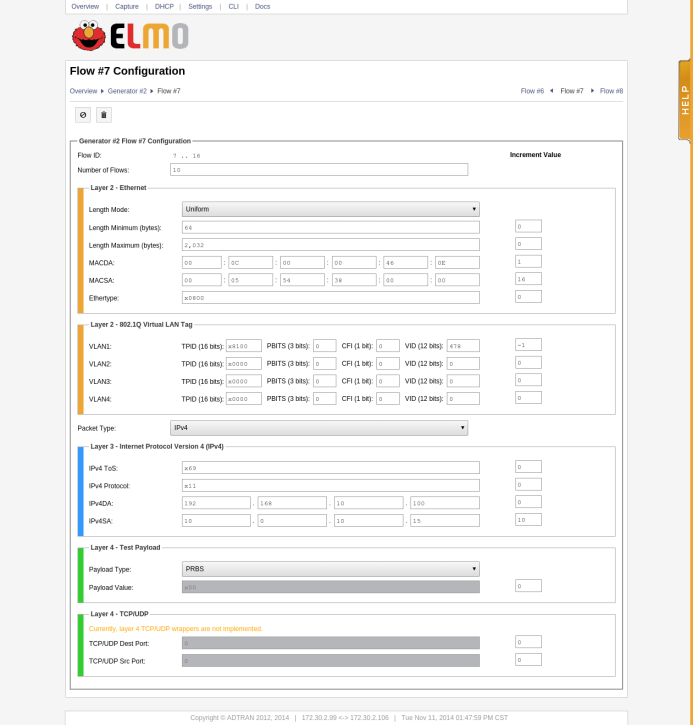 Overview | Capture | DHCP | Settings | CLI | Docs
ELMO
HELP
Flow #7 Configuration
Overview Generator #2 Flow #7 Flow #6 Flow #7 Flow #8
Generator #2 Flow #7 Configuration
Flow ID: 7 .. 16 Increment Value
Number of Flows: 10
Layer 2 - Ethernet
Length Mode: Uniform
Length Minimum (bytes): 64 0
Length Maximum (bytes): 2,032 0
MACDA: 00 : 0C : 00 : 00 : 46 : 0E 1
MACSA: 00 : 05 : 54 : 38 : 00 : 00 16
Ethertype: x0800 0
Layer 2 - 802.1Q Virtual LAN Tag
VLAN1: TPID (16 bits): x8100 PBITS (3 bits): 0 CFI (1 bit): 0 VID (12 bits): 478 -1
VLAN2: TPID (16 bits): x0000 PBITS (3 bits): 0 CFI (1 bit): 0 VID (12 bits): 0 0
VLAN3: TPID (16 bits): x0000 PBITS (3 bits): 0 CFI (1 bit): 0 VID (12 bits): 0 0
VLAN4: TPID (16 bits): x0000 PBITS (3 bits): 0 CFI (1 bit): 0 VID (12 bits): 0 0
Packet Type: IPv4
Layer 3 - Internet Protocol Version 4 (IPv4)
IPv4 ToS: x69 0
IPv4 Protocol: x11 0
IPv4DA: 192 . 168 . 10 . 100 0
IPv4SA: 10 . 0 . 10 . 15 10
Layer 4 - Test Payload
Payload Type: PRBS
Payload Value: 0
Layer 4 - TCP/UDP
Currently, layer 4 TCP/UDP wrappers are not implemented.
TCP/UDP Dest Port: 0 0
TCP/UDP Src Port: 0 0
Copyright © ADTRAN 2012, 2014 | 172.30.2.99 <-> 172.30.2.106 | Tue Nov 11, 2014 01:47:59 PM CST